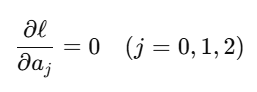 ∂ℓ/∂a_j = 0 (j = 0, 1, 2)